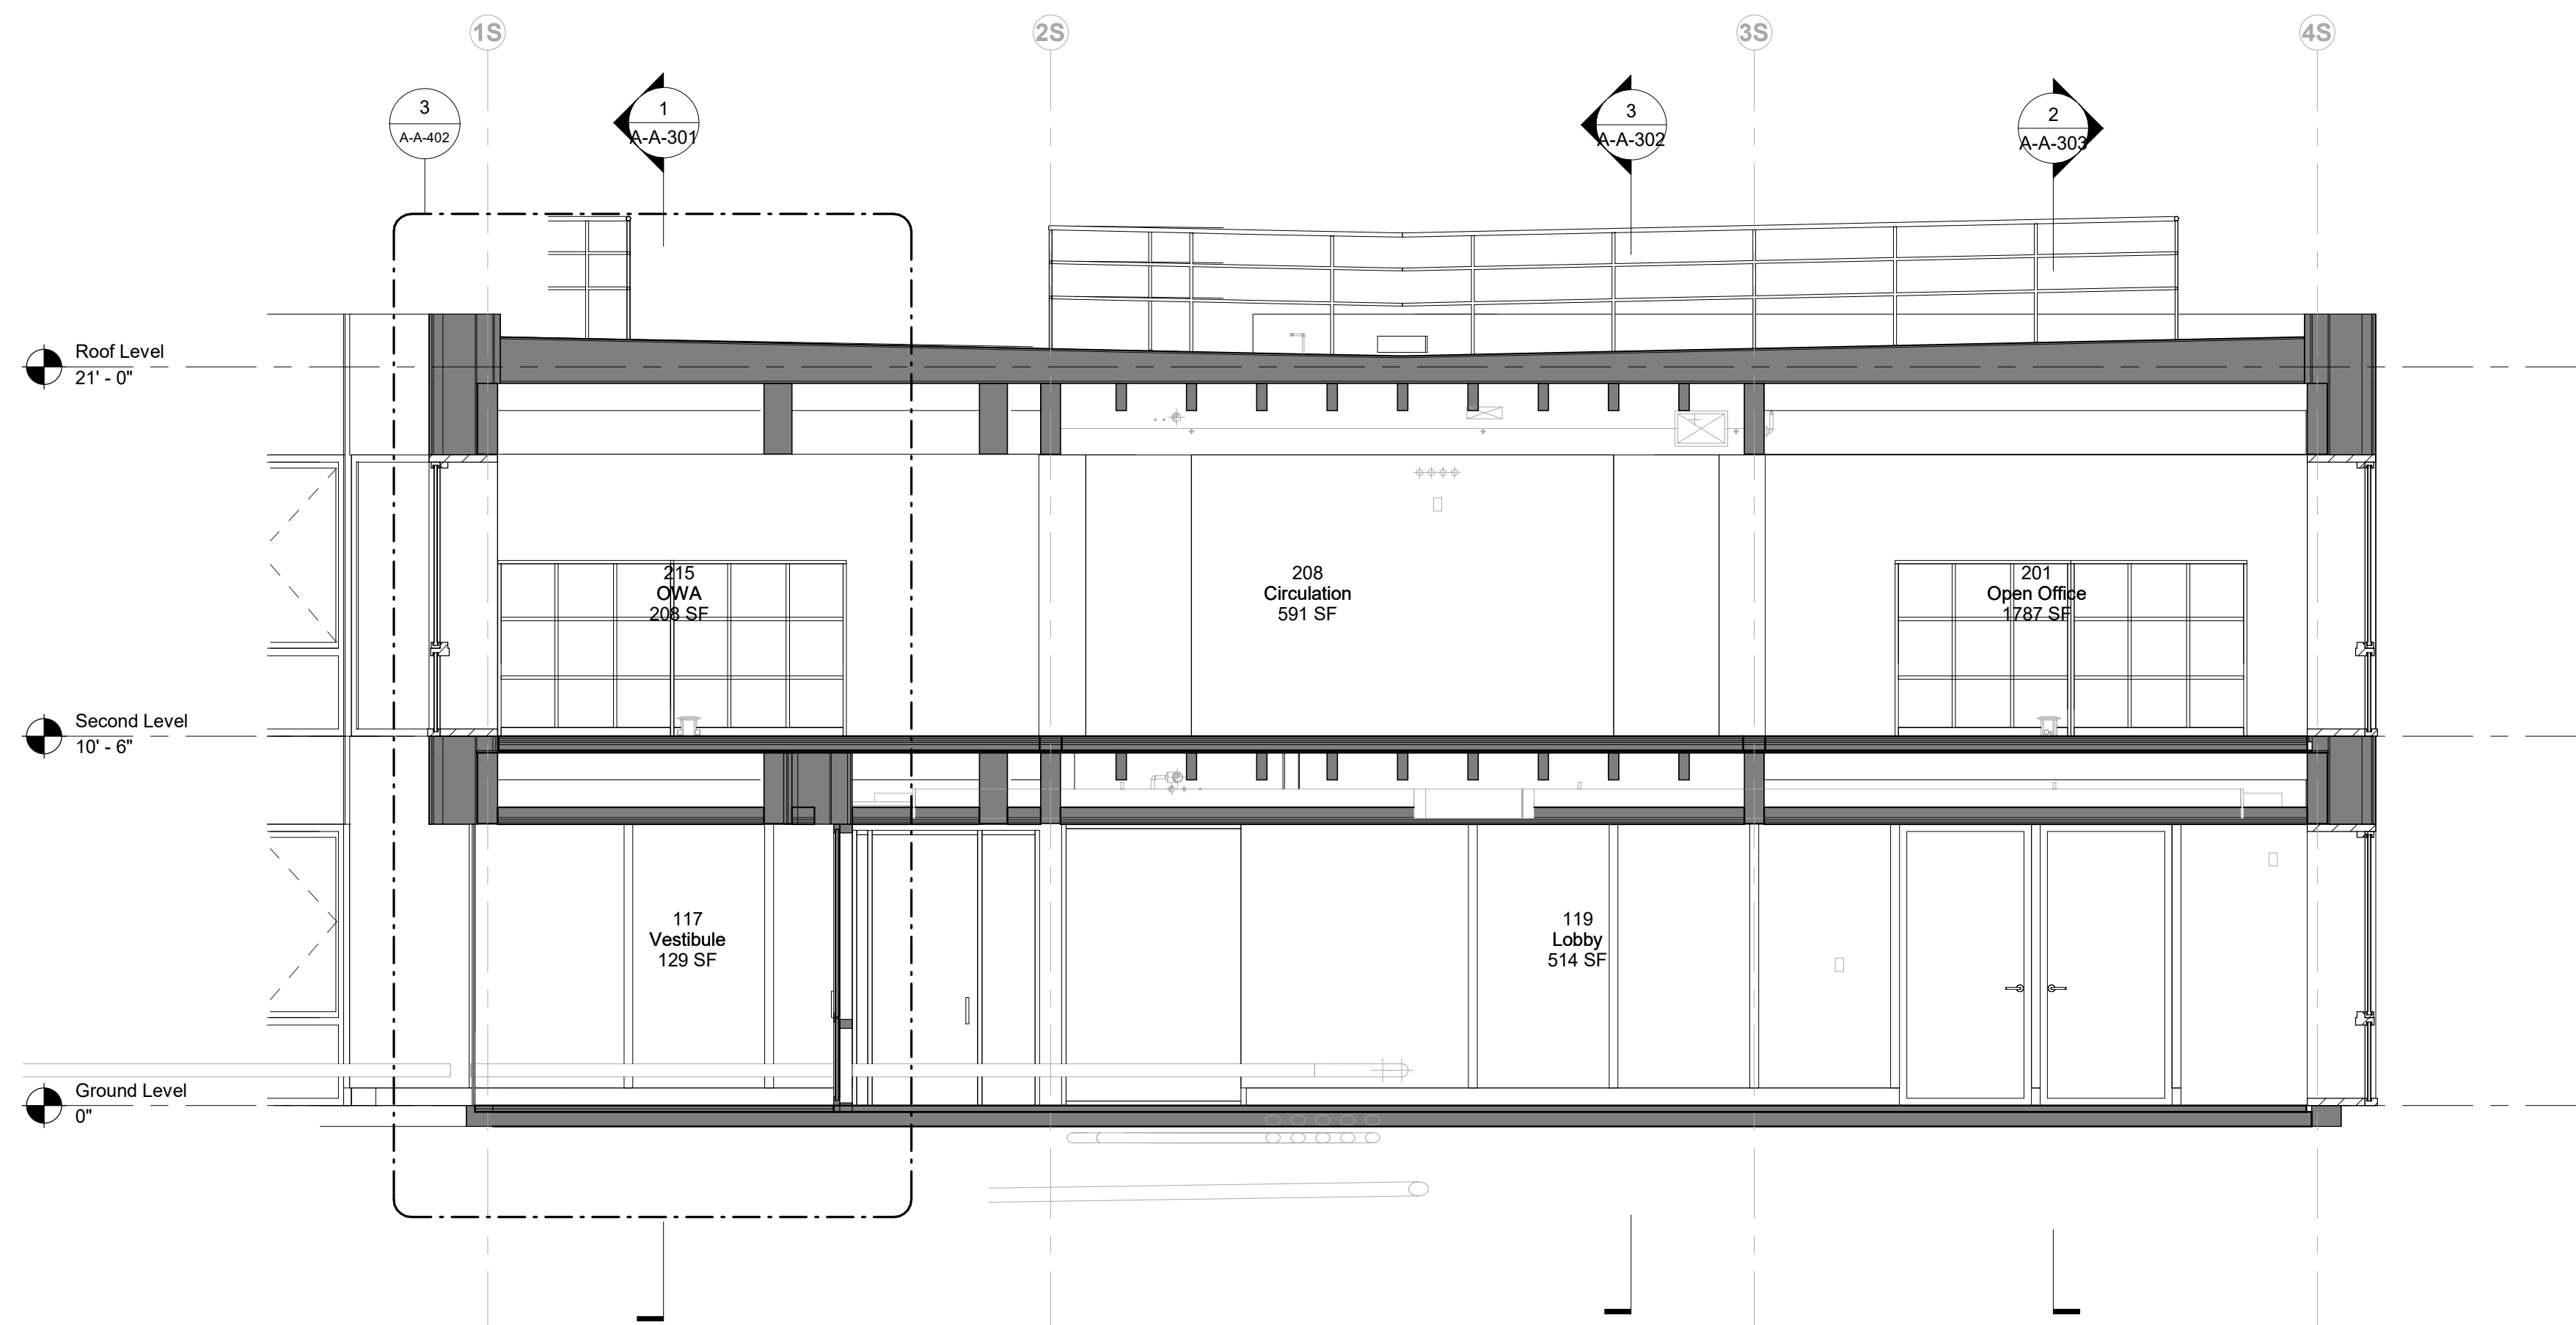 1S
2S
3S
4S
3
A-A-402
1
A-A-301
3
A-A-302
2
A-A-303
Roof Level
21' - 0"
215
OWA
208 SF
208
Circulation
591 SF
201
Open Office
1787 SF
Second Level
10' - 6"
117
Vestibule
129 SF
119
Lobby
514 SF
Ground Level
0"